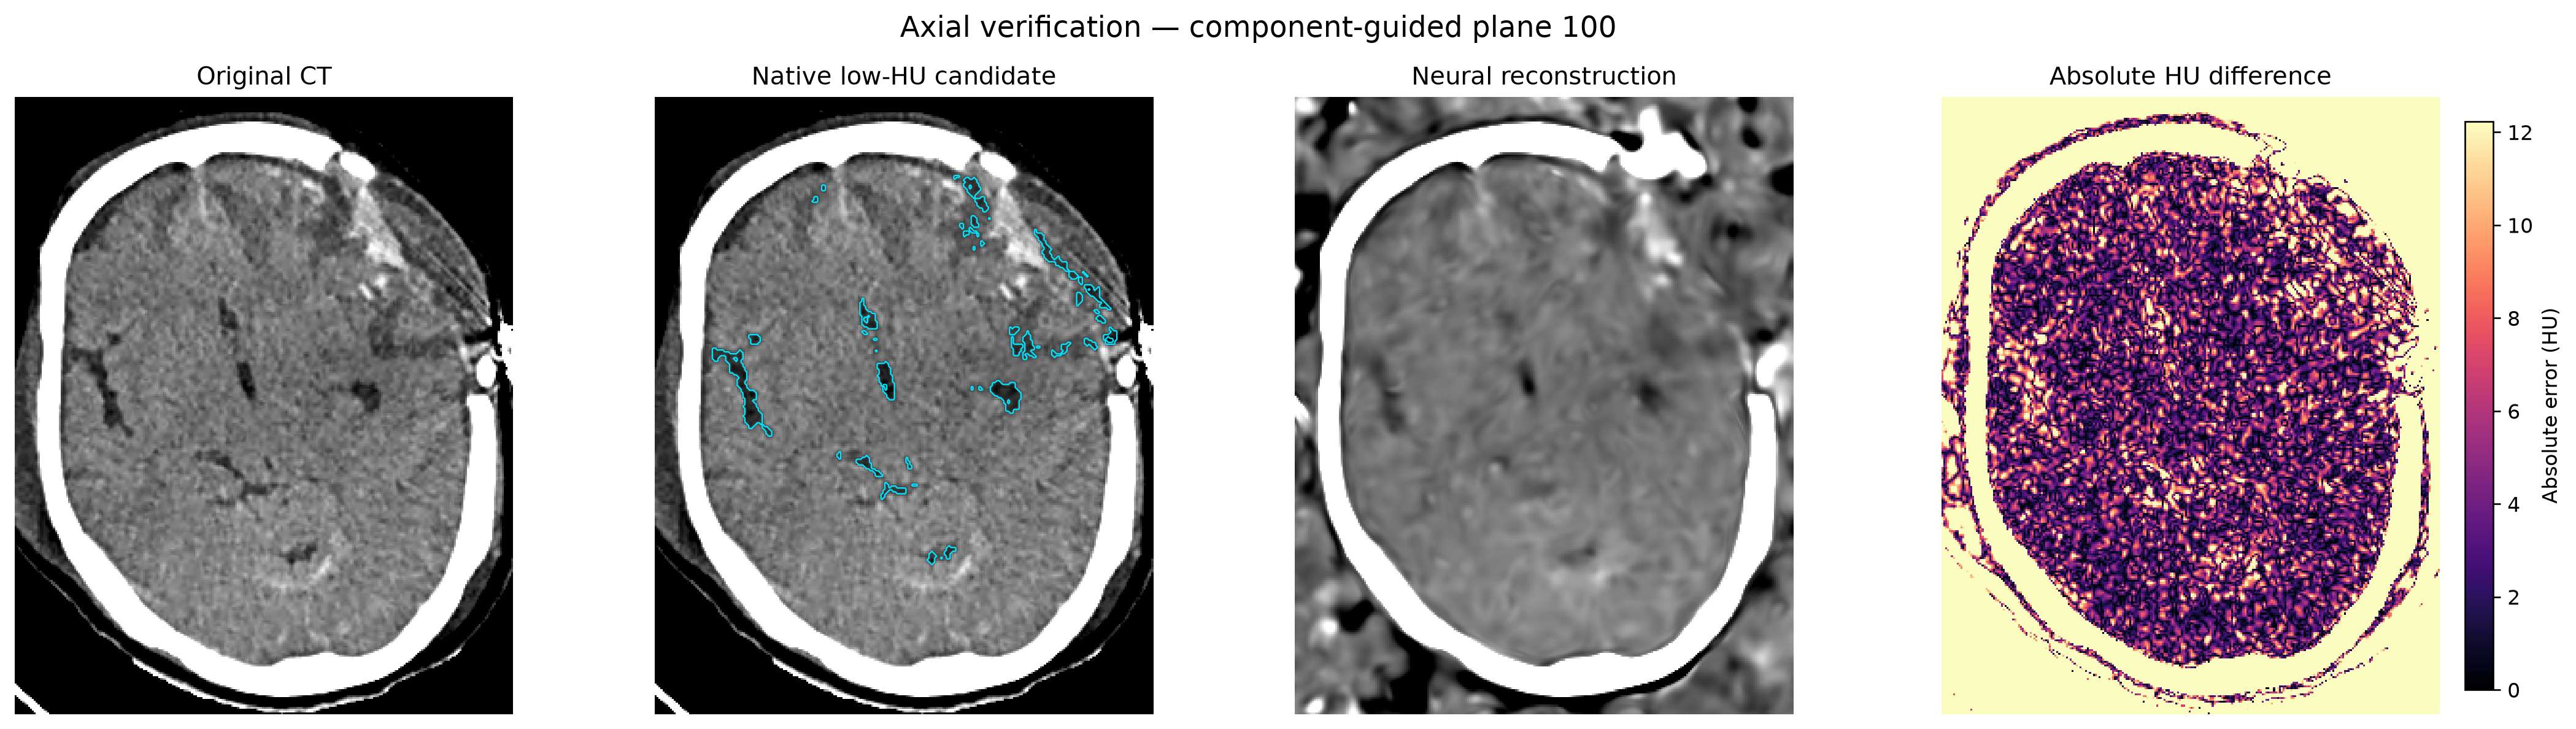 Axial verification — component-guided plane 100
Original CT
Native low-HU candidate
Neural reconstruction
Absolute HU difference
12
10
8
6
4
2
0
Absolute error (HU)